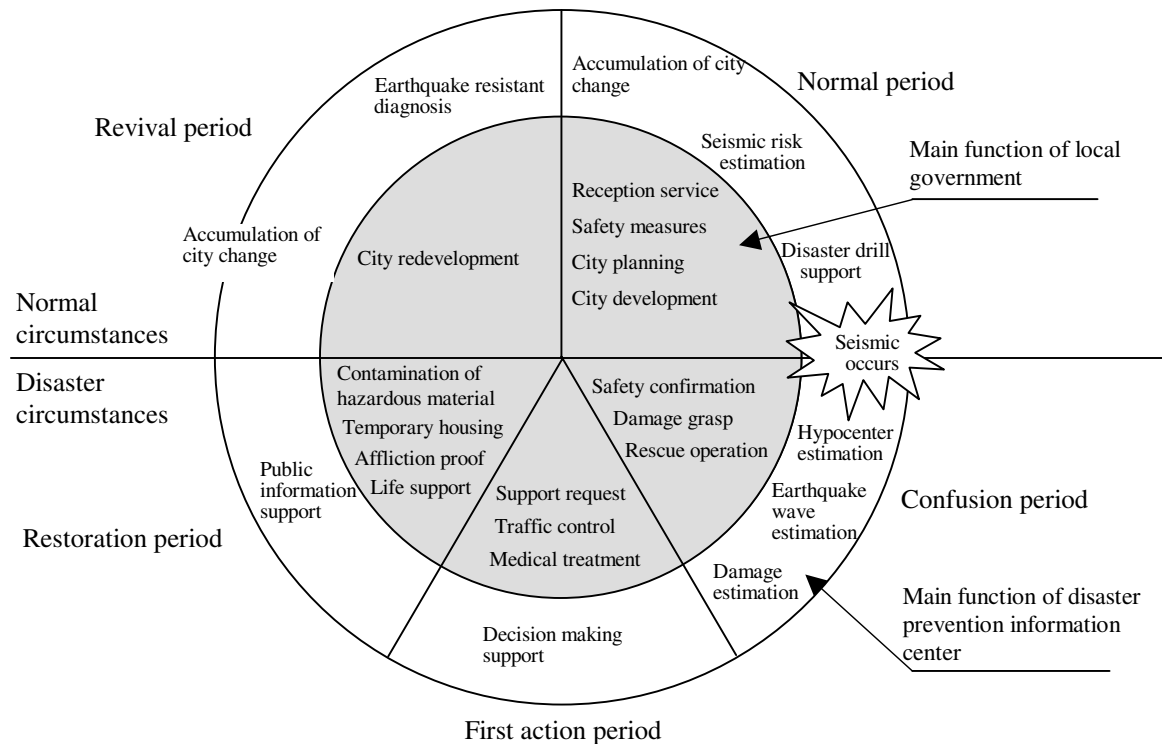 Accumulation of city
change
Normal period
Earthquake resistant
diagnosis
Revival period
Seismic risk
estimation
Main function of local
government
Reception service
Safety measures
City planning
City development
Accumulation of
city change
City redevelopment
Disaster drill
support
Normal
circumstances
Seismic
occurs
Disaster
circumstances
Contamination of
hazardous material
Temporary housing
Affliction proof
Life support
Safety confirmation
Damage grasp
Rescue operation
Hypocenter
estimation
Public
information
support
Support request
Traffic control
Medical treatment
Earthquake
wave
estimation
Confusion period
Restoration period
Damage
estimation
Main function of disaster
prevention information
center
Decision making
support
First action period